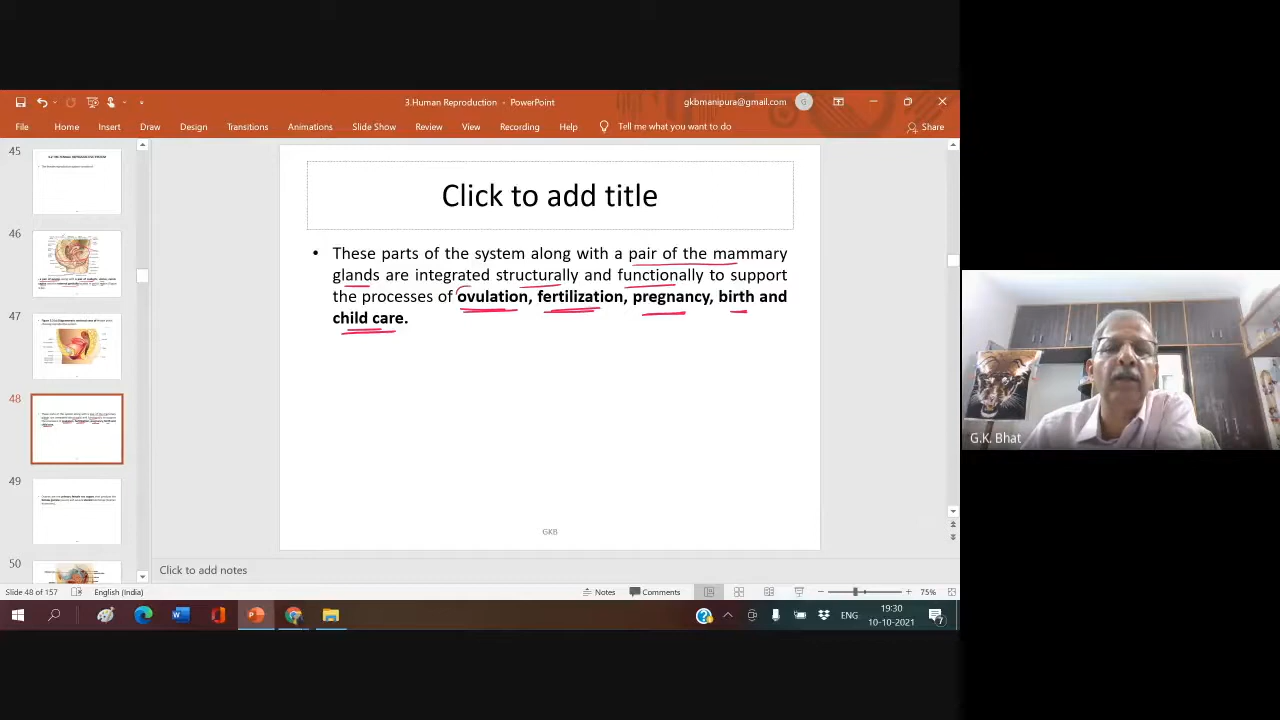 3.Human Reproduction - PowerPoint
gkbmanipura@gmail.com
G
File Home Insert Draw Design Transitions Animations Slide Show Review View Recording Help Tell me what you want to do Share
45
46
47
48
49
50
Click to add title
• These parts of the system along with a pair of the mammary
glands are integrated structurally and functionally to support
the processes of ovulation, fertilization, pregnancy, birth and
child care.
GKB
Click to add notes
Slide 48 of 157 English (India) Notes Comments 75%
ENG
19:30
10-10-2021
7
G.K. Bhat